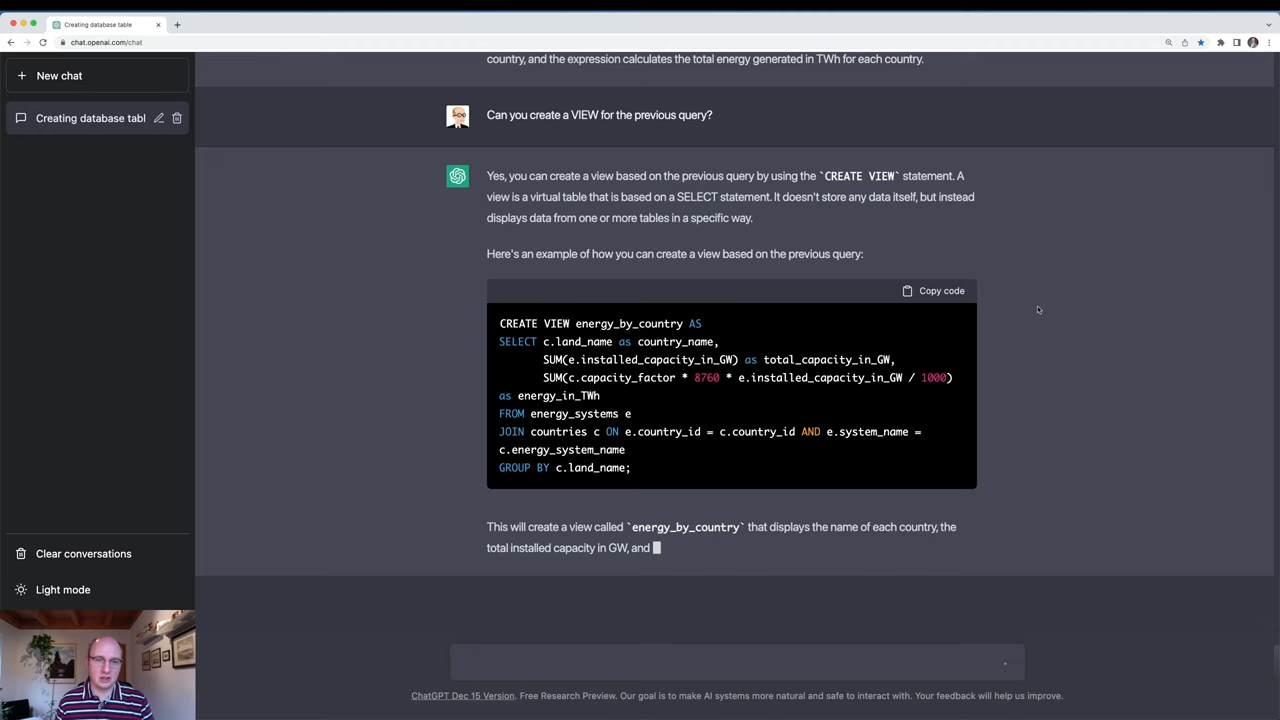 Creating database table
chat.openai.com/chat
New chat
Creating database tabl
Clear conversations
Light mode
country, and the expression calculates the total energy generated in TWh for each country.
Can you create a VIEW for the previous query?
Yes, you can create a view based on the previous query by using the `CREATE VIEW` statement. A
view is a virtual table that is based on a SELECT statement. It doesn't store any data itself, but instead
displays data from one or more tables in a specific way.
Here's an example of how you can create a view based on the previous query:
Copy code
CREATE VIEW energy_by_country AS
SELECT c.land_name as country_name,
SUM(e.installed_capacity_in_GW) as total_capacity_in_GW,
SUM(c.capacity_factor * 8760 * e.installed_capacity_in_GW / 1000)
as energy_in_TWh
FROM energy_systems e
JOIN countries c ON e.country_id = c.country_id AND e.system_name =
c.energy_system_name
GROUP BY c.land_name;
This will create a view called `energy_by_country` that displays the name of each country, the
total installed capacity in GW, and
ChatGPT Dec 15 Version. Free Research Preview. Our goal is to make AI systems more natural and safe to interact with. Your feedback will help us improve.